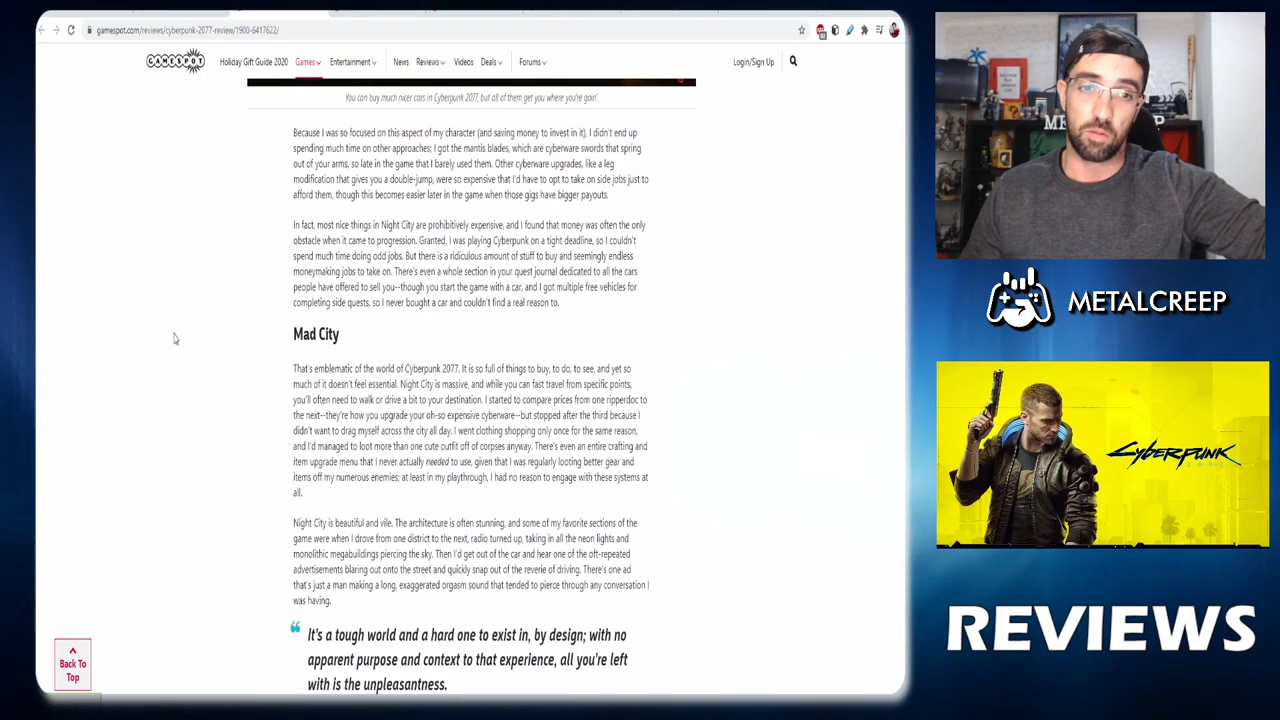 gamespot.com/reviews/cyberpunk-2077-review/1900-6417622/
GAMESPOT
Holiday Gift Guide 2020
Games
Entertainment
News
Reviews
Videos
Deals
Forums
Login/Sign Up
You can buy much nicer cars in Cyberpunk 2077, but all of them get you where you're goin'.
Because I was so focused on this aspect of my character (and saving money to invest in it), I didn't end up
spending much time on other approaches; I got the mantis blades, which are cyberware swords that spring
out of your arms, so late in the game that I barely used them. Other cyberware upgrades, like a leg
modification that gives you a double-jump, were so expensive that I'd have to opt to take on side jobs just to
afford them, though this becomes easier later in the game when those gigs have bigger payouts.
In fact, most nice things in Night City are prohibitively expensive, and I found that money was often the only
obstacle when it came to progression. Granted, I was playing Cyberpunk on a tight deadline, so I couldn't
spend much time doing odd jobs. But there is a ridiculous amount of stuff to buy and seemingly endless
moneymaking jobs to take on. There's even a whole section in your quest journal dedicated to all the cars
people have offered to sell you--though you start the game with a car, and I got multiple free vehicles for
completing side quests, so I never bought a car and couldn't find a real reason to.
Mad City
That's emblematic of the world of Cyberpunk 2077. It is so full of things to buy, to do, to see, and yet so
much of it doesn't feel essential. Night City is massive, and while you can fast travel from specific points,
you'll often need to walk or drive a bit to your destination. I started to compare prices from one ripperdoc to
the next--they're how you upgrade your oh-so expensive cyberware--but stopped after the third because I
didn't want to drag myself across the city all day. I went clothing shopping only once for the same reason,
and I'd managed to loot more than one cute outfit off of corpses anyway. There's even an entire crafting and
item upgrade menu that I never actually needed to use, given that I was regularly looting better gear and
items off my numerous enemies; at least in my playthrough, I had no reason to engage with these systems at
all.
Night City is beautiful and vile. The architecture is often stunning, and some of my favorite sections of the
game were when I drove from one district to the next, radio turned up, taking in all the neon lights and
monolithic megabuildings piercing the sky. Then I'd get out of the car and hear one of the oft-repeated
advertisements blaring out onto the street and quickly snap out of the reverie of driving. There's one ad
that's just a man making a long, exaggerated orgasm sound that tended to pierce through any conversation I
was having.
“ It's a tough world and a hard one to exist in, by design; with no
apparent purpose and context to that experience, all you're left
with is the unpleasantness.
Back To
Top
METALCREEP
CYBERPUNK
2077
REVIEWS